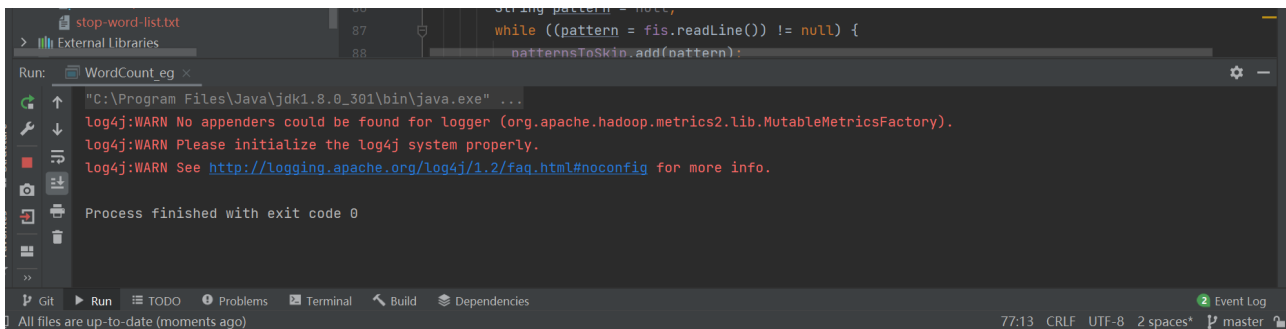 String pattern = null;
stop-word-list.txt
87 while ((pattern = fis.readLine()) != null) {
External Libraries
88 patternsToSkip.add(pattern);
Run: WordCount_eg
"C:\Program Files\Java\jdk1.8.0_301\bin\java.exe" ...
log4j:WARN No appenders could be found for logger (org.apache.hadoop.metrics2.lib.MutableMetricsFactory).
log4j:WARN Please initialize the log4j system properly.
log4j:WARN See http://logging.apache.org/log4j/1.2/faq.html#noconfig for more info.
Process finished with exit code 0
Git Run TODO Problems Terminal Build Dependencies 2 Event Log
All files are up-to-date (moments ago) 77:13 CRLF UTF-8 2 spaces* master